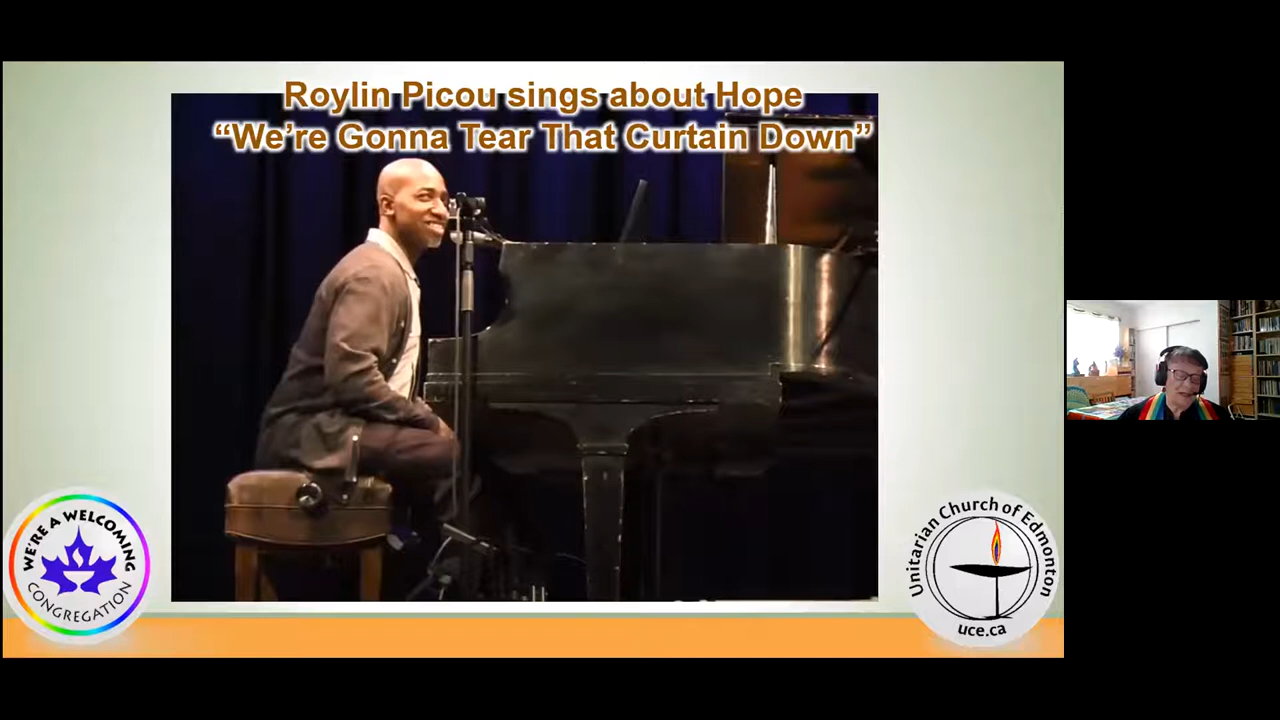 Roylin Picou sings about Hope
“We’re Gonna Tear That Curtain Down”
WE'RE A WELCOMING
CONGREGATION
Unitarian Church of Edmonton
uce.ca